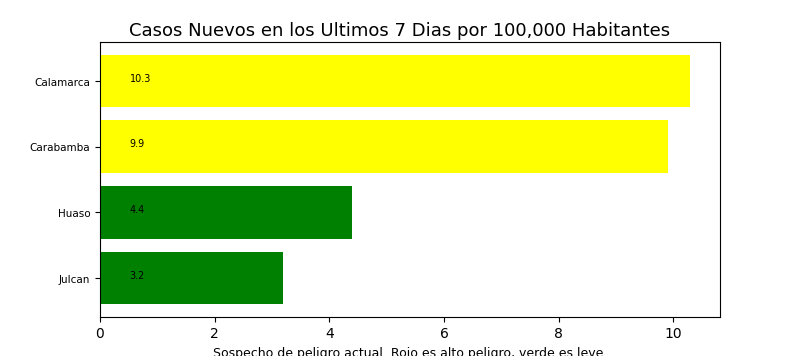 Casos Nuevos en los Ultimos 7 Dias por 100,000 Habitantes
Calamarca
10.3
Carabamba
9.9
Huaso
4.4
Julcan
3.2
0 2 4 6 8 10
Sospecho de peligro actual. Rojo es alto peligro, verde es leve